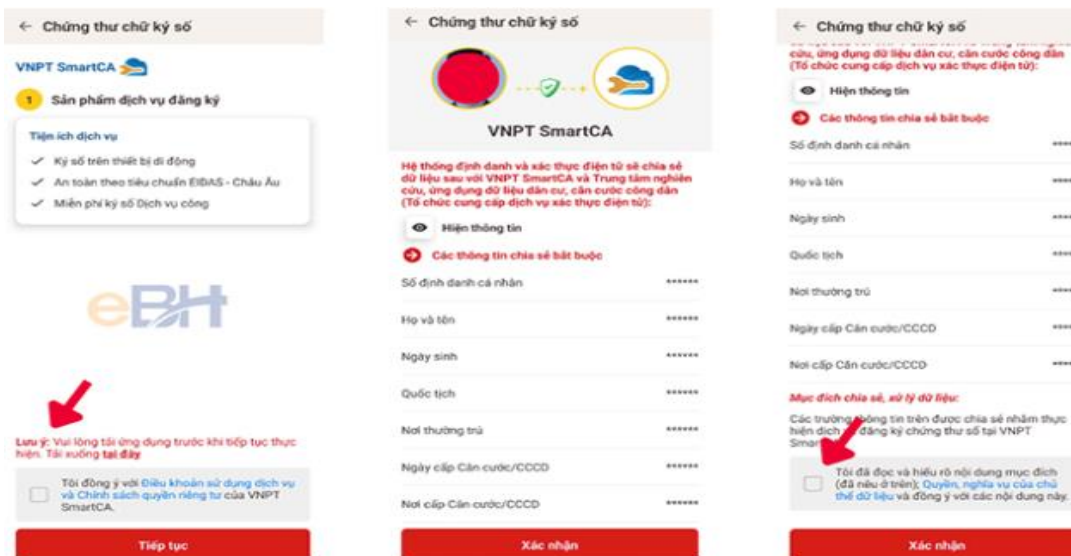 ← Chứng thư chữ ký số
VNPT SmartCA
1 Sản phẩm dịch vụ đăng ký
Tiện ích dịch vụ
✓ Ký số trên thiết bị di động
✓ An toàn theo tiêu chuẩn EIDAS - Châu Âu
✓ Miễn phí ký số Dịch vụ công
eBH
Lưu ý: Vui lòng tải ứng dụng trước khi tiếp tục thực
hiện. Tải xuống tại đây
Tôi đồng ý với Điều khoản sử dụng dịch vụ
và Chính sách quyền riêng tư của VNPT
SmartCA.
Tiếp tục
← Chứng thư chữ ký số
VNPT SmartCA
Hệ thống định danh và xác thực điện tử sẽ chia sẻ
dữ liệu sau với VNPT SmartCA và Trung tâm nghiên
cứu, ứng dụng dữ liệu dân cư, căn cước công dân
(Tổ chức cung cấp dịch vụ xác thực điện tử):
Hiện thông tin
Các thông tin chia sẻ bắt buộc
Số định danh cá nhân ******
Họ và tên ******
Ngày sinh ******
Quốc tịch ******
Nơi thường trú ******
Ngày cấp Căn cước/CCCD ******
Nơi cấp Căn cước/CCCD ******
Xác nhận
← Chứng thư chữ ký số
cứu, ứng dụng dữ liệu dân cư, căn cước công dân
(Tổ chức cung cấp dịch vụ xác thực điện tử):
Hiện thông tin
Các thông tin chia sẻ bắt buộc
Số định danh cá nhân ****
Họ và tên ****
Ngày sinh ****
Quốc tịch ****
Nơi thường trú ****
Ngày cấp Căn cước/CCCD ****
Nơi cấp Căn cước/CCCD ****
Mục đích chia sẻ, xử lý dữ liệu:
Các trường thông tin trên được chia sẻ nhằm thực
hiện dịch đăng ký chứng thư số tại VNPT
Smar
Tôi đã đọc và hiểu rõ nội dung mục đích
(đã nêu ở trên); Quyền, nghĩa vụ của chủ
thể dữ liệu và đồng ý với các nội dung này.
Xác nhận